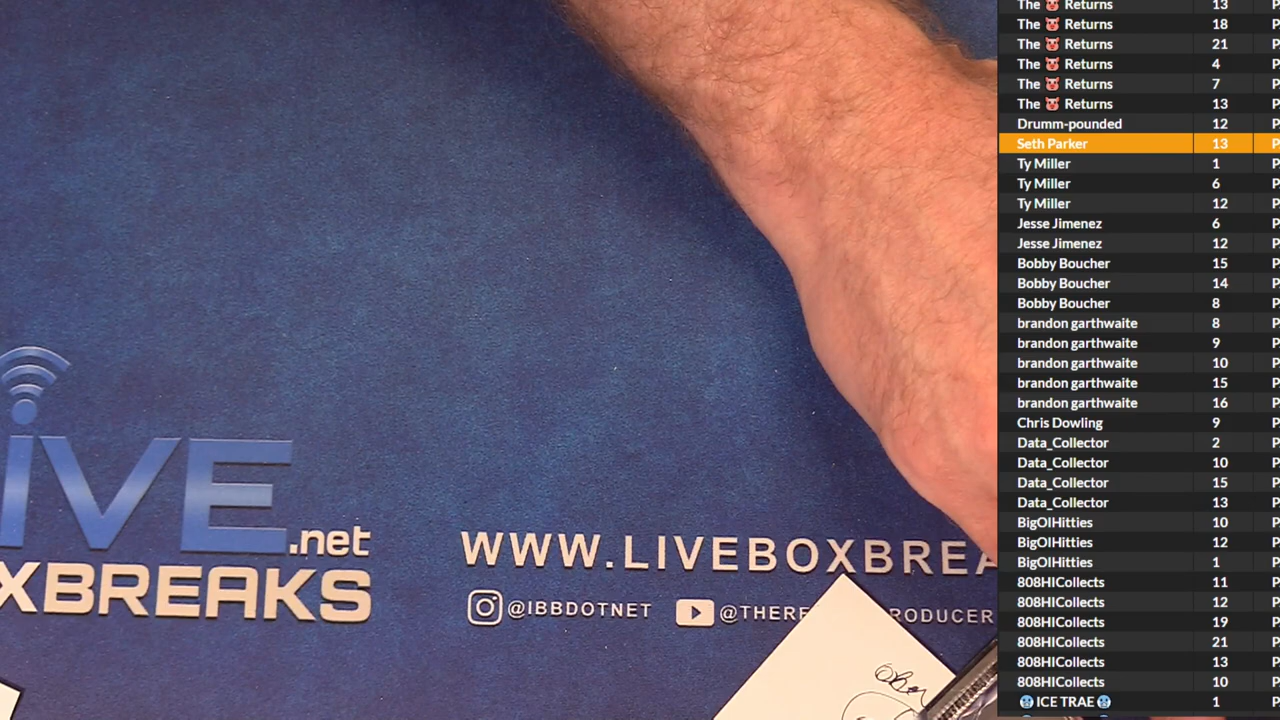 The 🐷 Returns 13 P
The 🐷 Returns 18 P
The 🐷 Returns 21 P
The 🐷 Returns 4 P
The 🐷 Returns 7 P
The 🐷 Returns 13 P
Drumm-pounded 12 P
Seth Parker 13 P
Ty Miller 1 P
Ty Miller 6 P
Ty Miller 12 P
Jesse Jimenez 6 P
Jesse Jimenez 12 P
Bobby Boucher 15 P
Bobby Boucher 14 P
Bobby Boucher 8 P
brandon garthwaite 8 P
brandon garthwaite 9 P
brandon garthwaite 10 P
brandon garthwaite 15 P
brandon garthwaite 16 P
Chris Dowling 9 P
Data_Collector 2 P
Data_Collector 10 P
Data_Collector 15 P
Data_Collector 13 P
BigOlHitties 10 P
BigOlHitties 12 P
BigOlHitties 1 P
808HICollects 11 P
808HICollects 12 P
808HICollects 19 P
808HICollects 21 P
808HICollects 13 P
808HICollects 10 P
🥶 ICE TRAE 🥶 1 P
IVE.net
XBREAKS
WWW.LIVEBOXBREA
@IBBDOTNET @THERE RODUCER